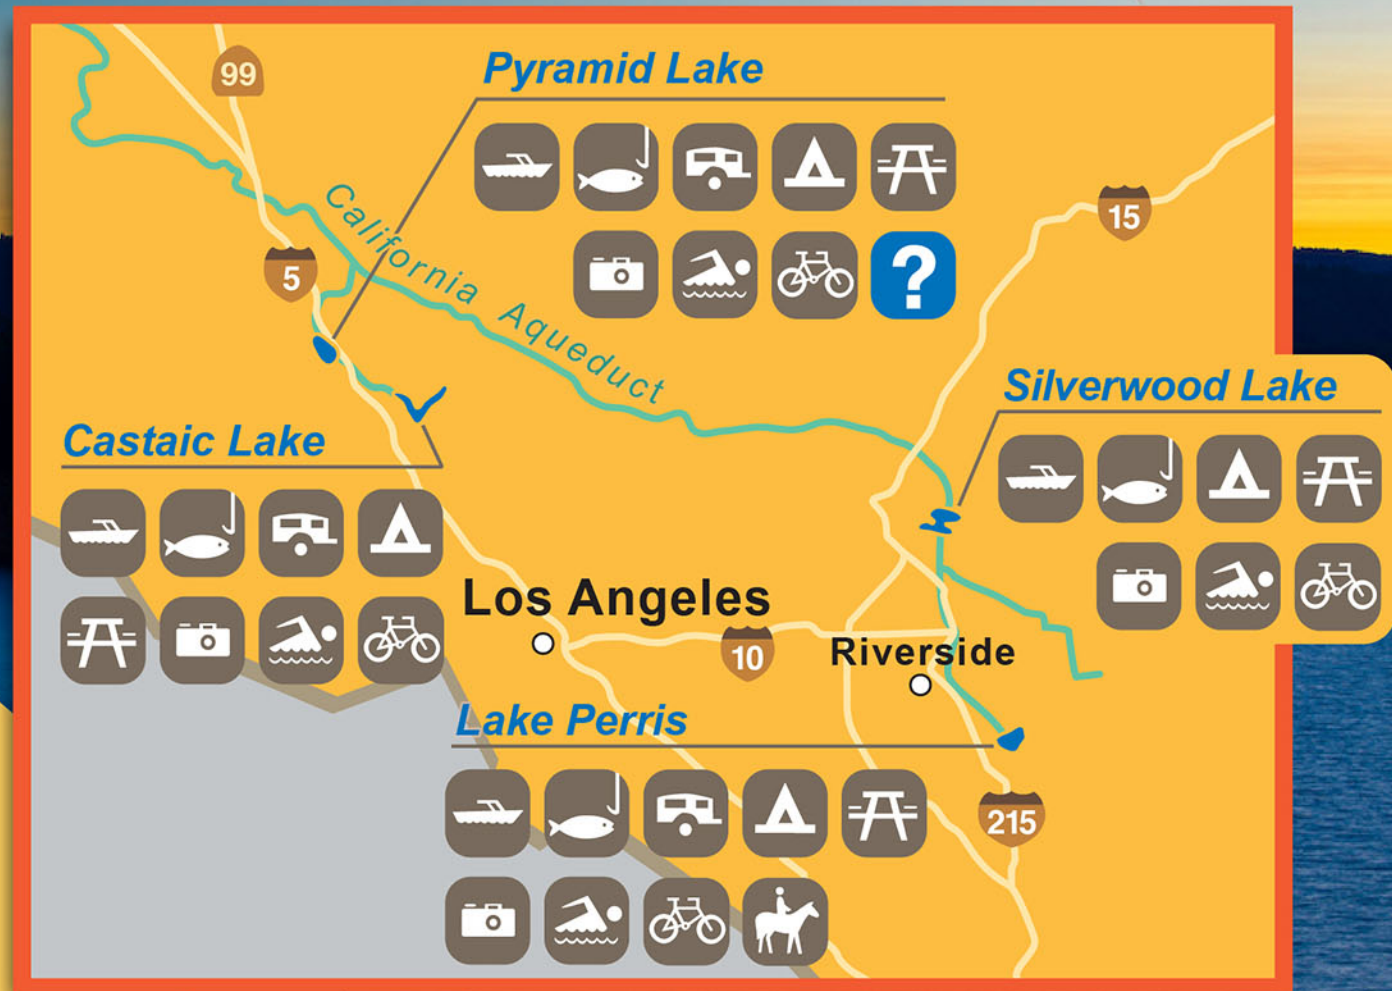 99
Pyramid Lake
15
California Aqueduct
5
?
Silverwood Lake
Castaic Lake
Los Angeles
10
Riverside
Lake Perris
215